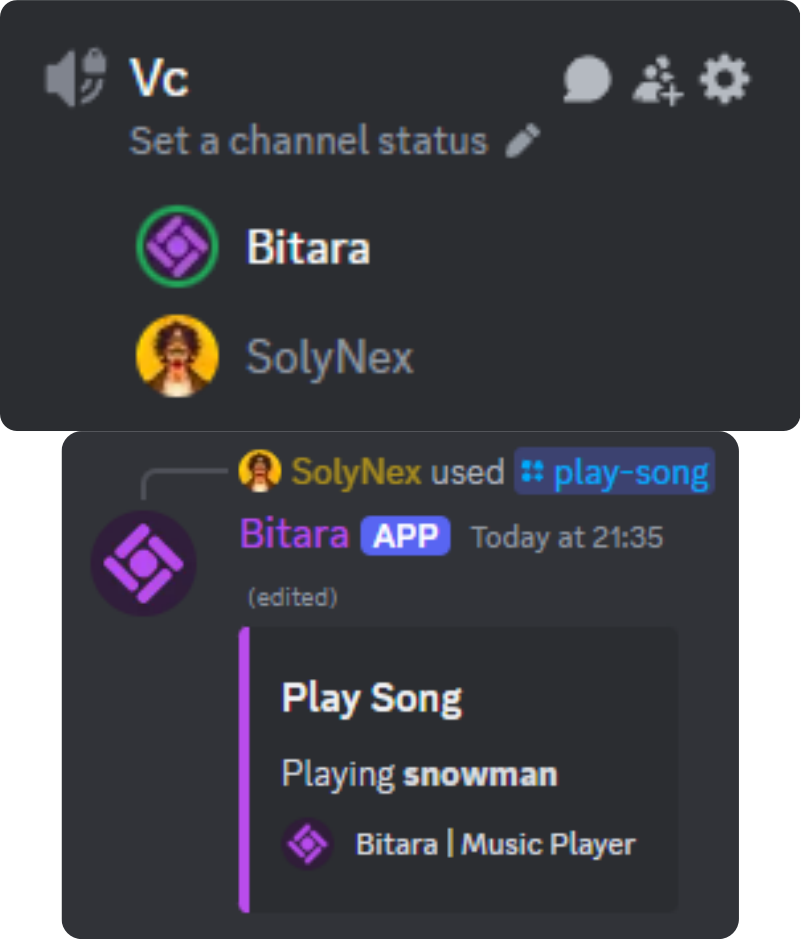 Vc
Set a channel status
Bitara
SolyNex
SolyNex used play-song
Bitara APP Today at 21:35
(edited)
Play Song
Playing snowman
Bitara | Music Player